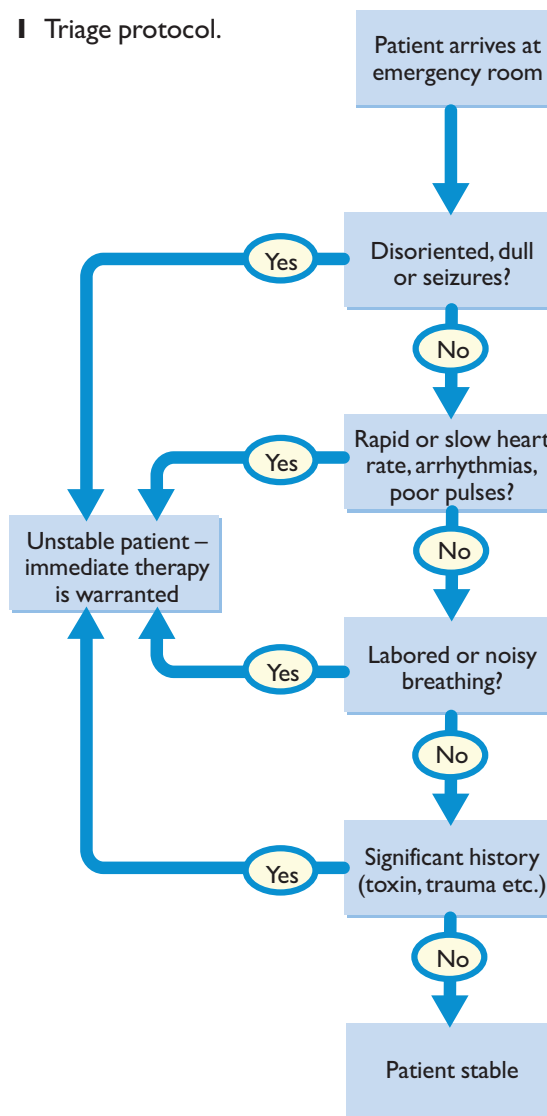 1 Triage protocol.
Patient arrives at
emergency room
Yes
Disoriented, dull
or seizures?
No
Yes
Rapid or slow heart
rate, arrhythmias,
poor pulses?
No
Unstable patient –
immediate therapy
is warranted
Yes
Labored or noisy
breathing?
No
Yes
Significant history
(toxin, trauma etc.)
No
Patient stable